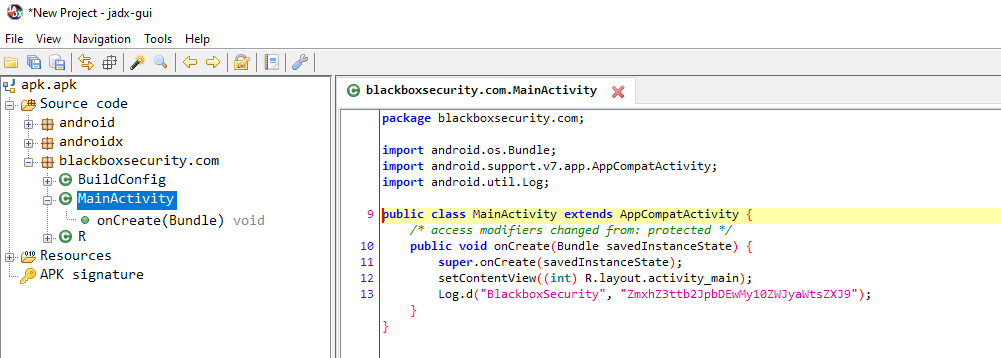 *New Project - jadx-gui
File View Navigation Tools Help
apk.apk
Source code
android
androidx
blackboxsecurity.com
BuildConfig
MainActivity
onCreate(Bundle) void
R
Resources
APK signature
blackboxsecurity.com.MainActivity
package blackboxsecurity.com;
import android.os.Bundle;
import android.support.v7.app.AppCompatActivity;
import android.util.Log;
9 public class MainActivity extends AppCompatActivity {
/* access modifiers changed from: protected */
10 public void onCreate(Bundle savedInstanceState) {
11 super.onCreate(savedInstanceState);
12 setContentView((int) R.layout.activity_main);
13 Log.d("BlackboxSecurity", "ZmxhZ3ttb2JpbDEwMy10ZWJyaWtsZXJ9");
}
}